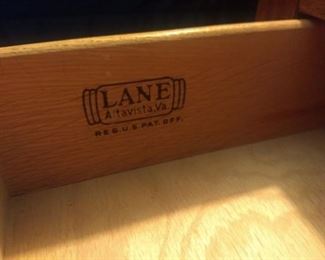 LANE
Altavista, Va.
REG. U.S. PAT. OFF.